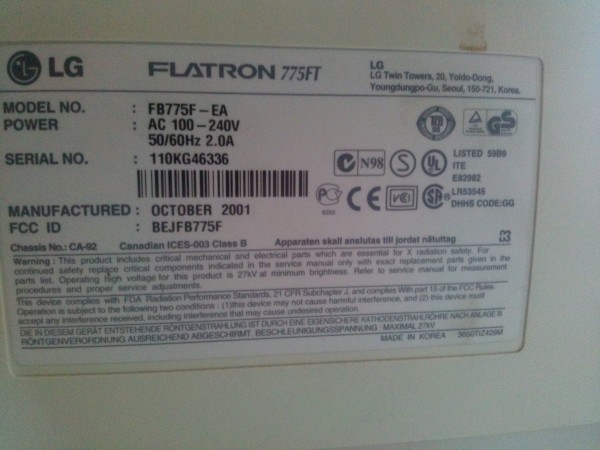 LG FLATRON 775FT
LG
LG Twin Towers, 20, Yoido-Dong,
Youngdungpo-Gu, Seoul, 150-721, Korea.
MODEL NO. : FB775F-EA
POWER : AC 100-240V
50/60Hz 2.0A
SERIAL NO. : 110KG46336
N98
LISTED 59B9
ITE
E82982
LR53545
DHHS CODE:GG
MANUFACTURED : OCTOBER 2001
FCC ID : BEJFB775F
Chassis No.: CA-92 Canadian ICES-003 Class B Apparaten skall anslutas till jordat nätuttag
Warning : This product includes critical mechanical and electrical parts which are essential for X radiation safety. For
continued safety replace critical components indicated in the service manual only with exact replacement parts given in the
parts list. Operating high voltage for this product is 27kV at minimum brightness. Refer to service manual for measurement
procedures and proper service adjustments.
This device complies with FDA Radiation Performance Standards, 21 CFR Subchapter J, and complies With part 15 of the FCC Rules.
Operation is subject to the following two conditions : (1)this device may not cause harmful interference, and (2) this device must
accept any interference received, including interference that may cause undesired operation.
DIE IN DIESEM GERÄT ENTSTEHENDE RÖNTGENSTRAHLUNG IST DURCH EINE EIGENSICHERE KATHODENSTRAHLRÖHRE NACH ANLAGE III
RÖNTGENVERORDNUNG AUSREICHEND ABGESCHIRMT. BESCHLEUNIGUNGSSPANNUNG · MAXIMAL 27kV
MADE IN KOREA 3850TIZ429M